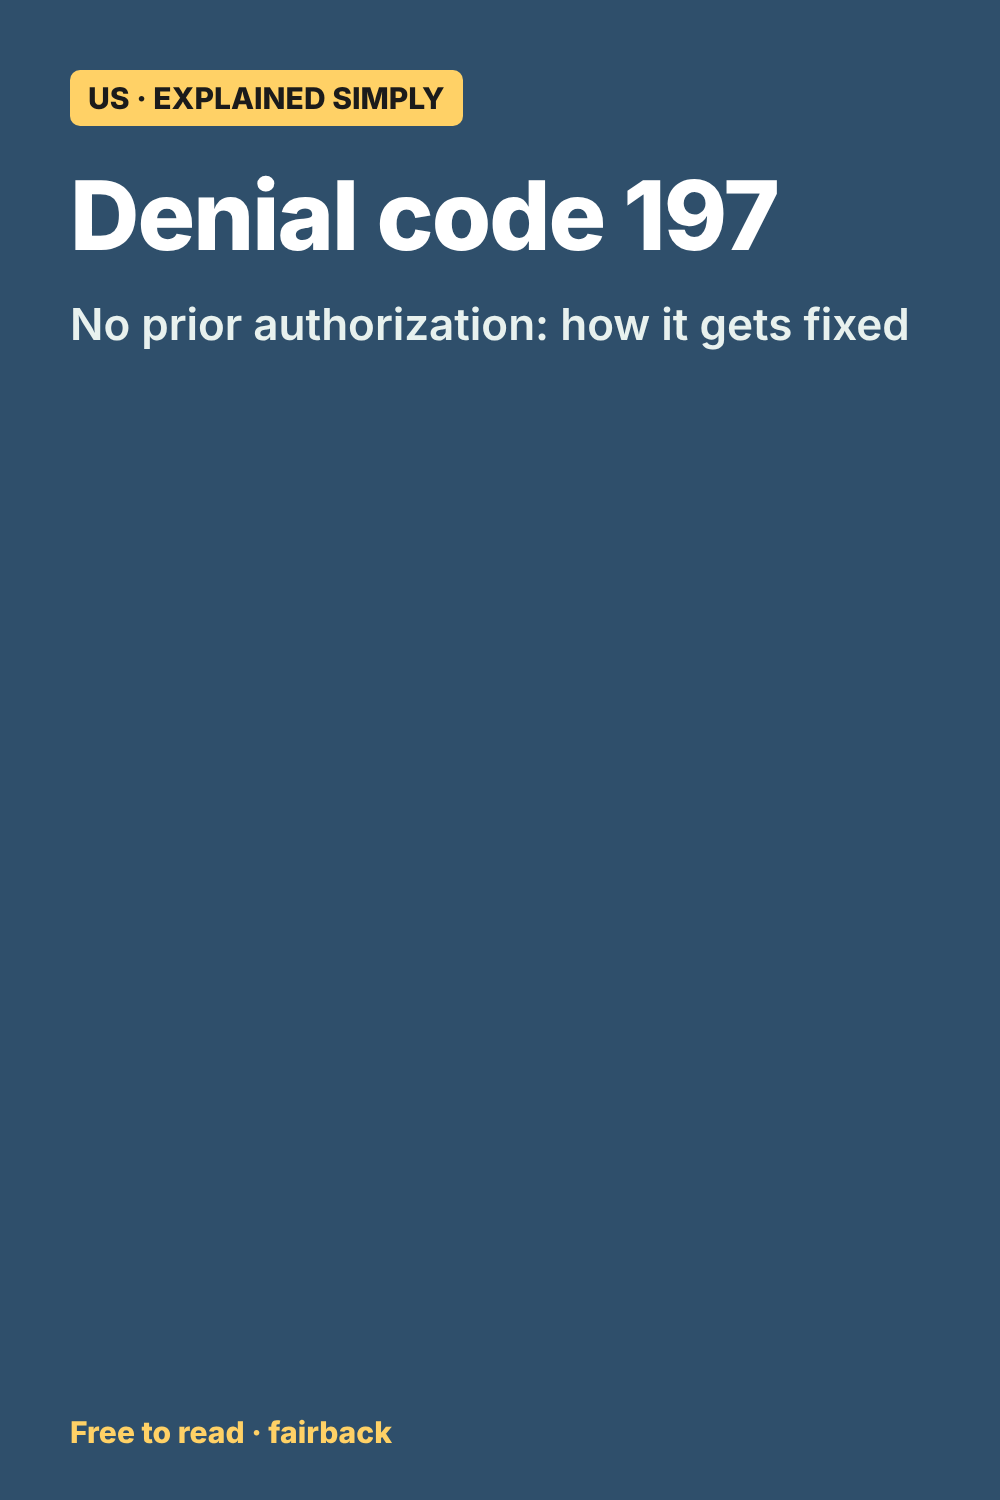 US · EXPLAINED SIMPLY
Denial code 197
No prior authorization: how it gets fixed
Free to read · fairback